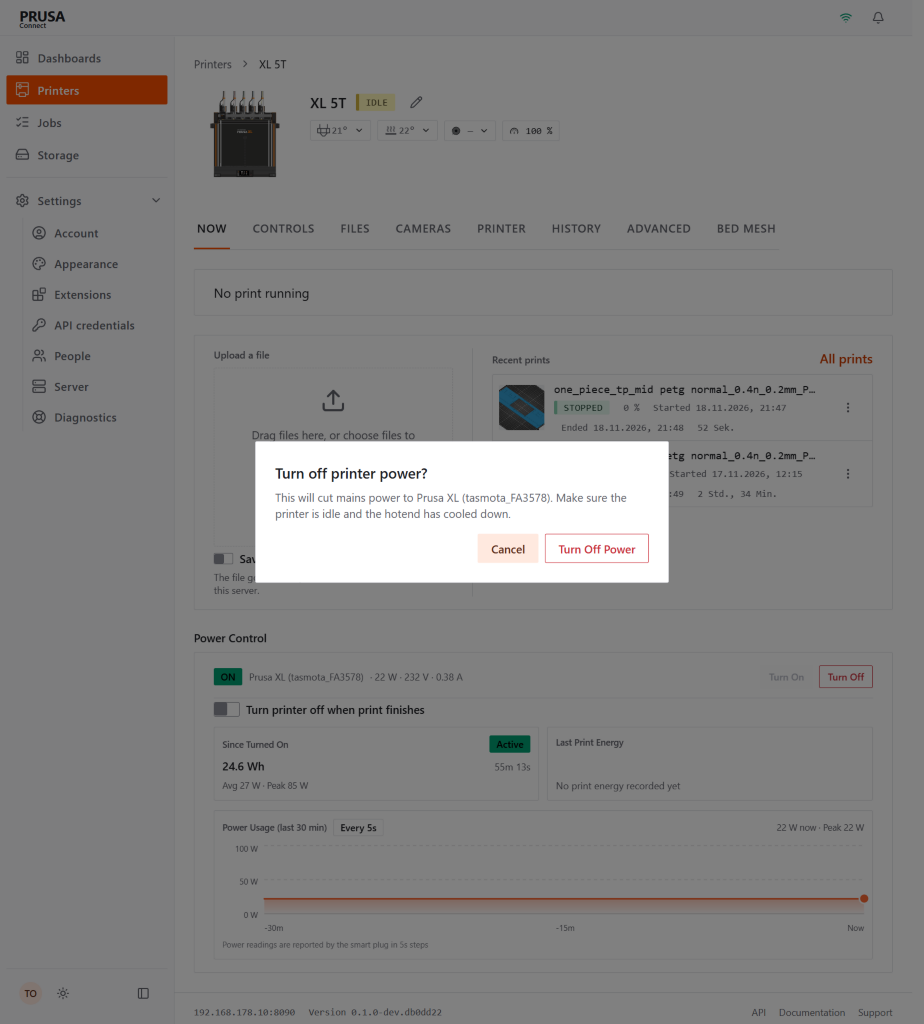 PRUSA
Connect
Dashboards
Printers
Jobs
Storage
Settings
Account
Appearance
Extensions
API credentials
People
Server
Diagnostics
TO
Printers > XL 5T
XL 5T IDLE
21° 22° – 100 %
NOW CONTROLS FILES CAMERAS PRINTER HISTORY ADVANCED BED MESH
No print running
Upload a file
Drag files here, or choose files to
Recent prints All prints
one_piece_tp_mid petg normal_0.4n_0.2mm_P…
STOPPED 0 % Started 18.11.2026, 21:47
Ended 18.11.2026, 21:48 52 Sek.
etg normal_0.4n_0.2mm_P…
Started 17.11.2026, 12:15
:49 2 Std., 34 Min.
Turn off printer power?
This will cut mains power to Prusa XL (tasmota_FA3578). Make sure the
printer is idle and the hotend has cooled down.
Cancel Turn Off Power
Sav
The file g
this server.
Power Control
ON Prusa XL (tasmota_FA3578) · 22 W · 232 V · 0.38 A Turn On Turn Off
Turn printer off when print finishes
Since Turned On Active
24.6 Wh 55m 13s
Avg 27 W · Peak 85 W
Last Print Energy
No print energy recorded yet
Power Usage (last 30 min) Every 5s 22 W now · Peak 22 W
100 W
50 W
0 W
-30m -15m Now
Power readings are reported by the smart plug in 5s steps
192.168.178.10:8090 Version 0.1.0-dev.db0dd22 API Documentation Support